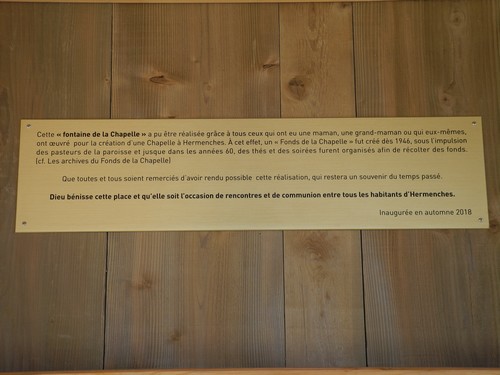 Cette « fontaine de la Chapelle » a pu être réalisée grâce à tous ceux qui ont eu une maman, une grand-maman ou qui eux-mêmes,
ont œuvré pour la création d'une Chapelle à Hermenches. À cet effet, un « Fonds de la Chapelle » fut créé dès 1946, sous l'impulsion
des pasteurs de la paroisse et jusque dans les années 60, des thés et des soirées furent organisés afin de récolter des fonds.
(cf. Les archives du Fonds de la Chapelle)
Que toutes et tous soient remerciés d'avoir rendu possible cette réalisation, qui restera un souvenir du temps passé.
Dieu bénisse cette place et qu'elle soit l'occasion de rencontres et de communion entre tous les habitants d'Hermenches.
Inaugurée en automne 2018